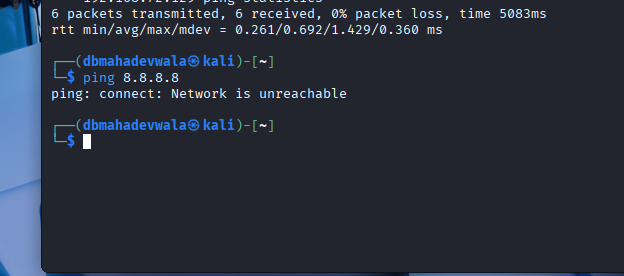 6 packets transmitted, 6 received, 0% packet loss, time 5083ms
rtt min/avg/max/mdev = 0.261/0.692/1.429/0.360 ms
┌──(dbmahadevwala㉿kali)-[~]
└─$ ping 8.8.8.8
ping: connect: Network is unreachable
┌──(dbmahadevwala㉿kali)-[~]
└─$